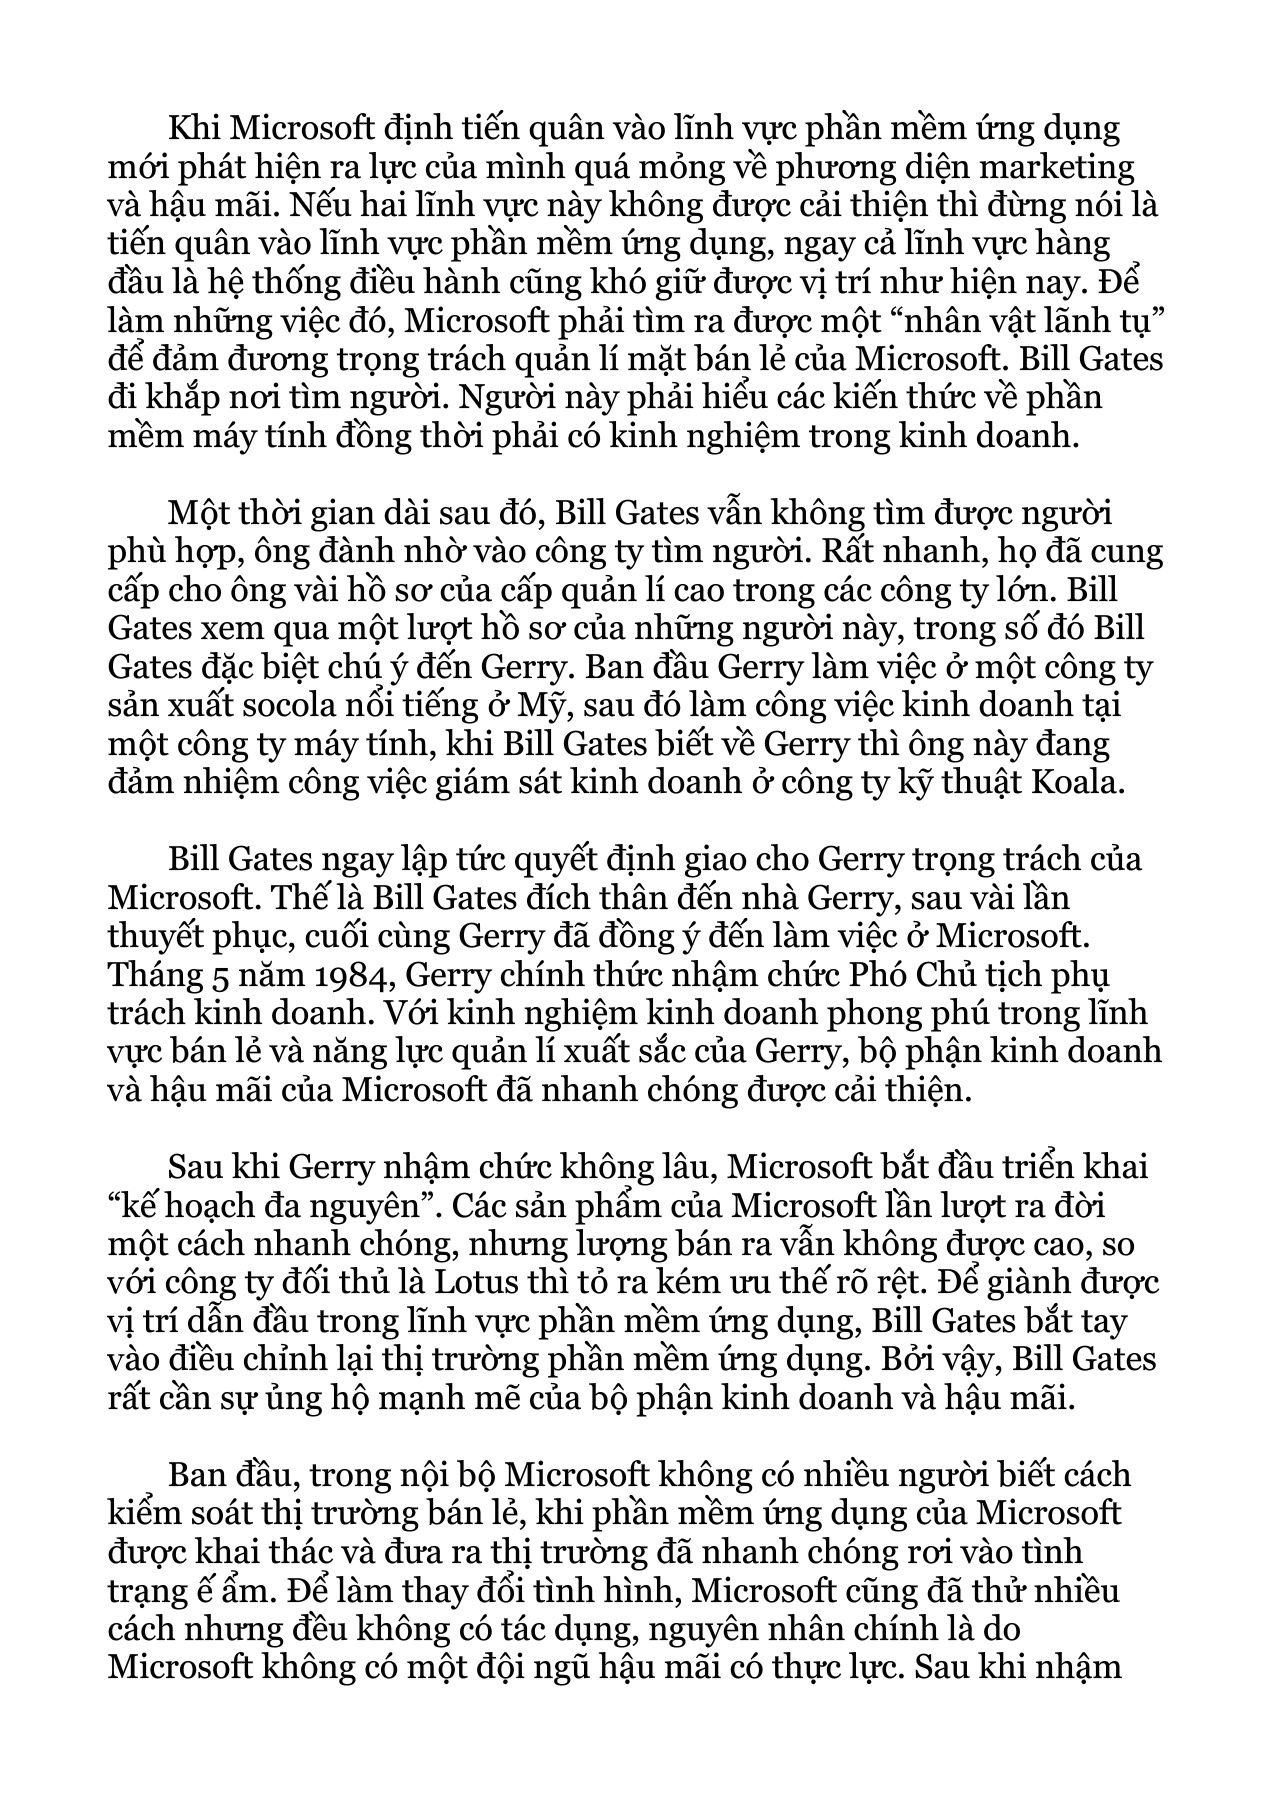 Khi Microsoft định tiến quân vào lĩnh vực phần mềm ứng dụng
mới phát hiện ra lực của mình quá mỏng về phương diện marketing
và hậu mãi. Nếu hai lĩnh vực này không được cải thiện thì đừng nói là
tiến quân vào lĩnh vực phần mềm ứng dụng, ngay cả lĩnh vực hàng
đầu là hệ thống điều hành cũng khó giữ được vị trí như hiện nay. Để
làm những việc đó, Microsoft phải tìm ra được một “nhân vật lãnh tụ”
để đảm đương trọng trách quản lí mặt bán lẻ của Microsoft. Bill Gates
đi khắp nơi tìm người. Người này phải hiểu các kiến thức về phần
mềm máy tính đồng thời phải có kinh nghiệm trong kinh doanh.
Một thời gian dài sau đó, Bill Gates vẫn không tìm được người
phù hợp, ông đành nhờ vào công ty tìm người. Rất nhanh, họ đã cung
cấp cho ông vài hồ sơ của cấp quản lí cao trong các công ty lớn. Bill
Gates xem qua một lượt hồ sơ của những người này, trong số đó Bill
Gates đặc biệt chú ý đến Gerry. Ban đầu Gerry làm việc ở một công ty
sản xuất socola nổi tiếng ở Mỹ, sau đó làm công việc kinh doanh tại
một công ty máy tính, khi Bill Gates biết về Gerry thì ông này đang
đảm nhiệm công việc giám sát kinh doanh ở công ty kỹ thuật Koala.
Bill Gates ngay lập tức quyết định giao cho Gerry trọng trách của
Microsoft. Thế là Bill Gates đích thân đến nhà Gerry, sau vài lần
thuyết phục, cuối cùng Gerry đã đồng ý đến làm việc ở Microsoft.
Tháng 5 năm 1984, Gerry chính thức nhậm chức Phó Chủ tịch phụ
trách kinh doanh. Với kinh nghiệm kinh doanh phong phú trong lĩnh
vực bán lẻ và năng lực quản lí xuất sắc của Gerry, bộ phận kinh doanh
và hậu mãi của Microsoft đã nhanh chóng được cải thiện.
Sau khi Gerry nhậm chức không lâu, Microsoft bắt đầu triển khai
“kế hoạch đa nguyên”. Các sản phẩm của Microsoft lần lượt ra đời
một cách nhanh chóng, nhưng lượng bán ra vẫn không được cao, so
với công ty đối thủ là Lotus thì tỏ ra kém ưu thế rõ rệt. Để giành được
vị trí dẫn đầu trong lĩnh vực phần mềm ứng dụng, Bill Gates bắt tay
vào điều chỉnh lại thị trường phần mềm ứng dụng. Bởi vậy, Bill Gates
rất cần sự ủng hộ mạnh mẽ của bộ phận kinh doanh và hậu mãi.
Ban đầu, trong nội bộ Microsoft không có nhiều người biết cách
kiểm soát thị trường bán lẻ, khi phần mềm ứng dụng của Microsoft
được khai thác và đưa ra thị trường đã nhanh chóng rơi vào tình
trạng ế ẩm. Để làm thay đổi tình hình, Microsoft cũng đã thử nhiều
cách nhưng đều không có tác dụng, nguyên nhân chính là do
Microsoft không có một đội ngũ hậu mãi có thực lực. Sau khi nhậm